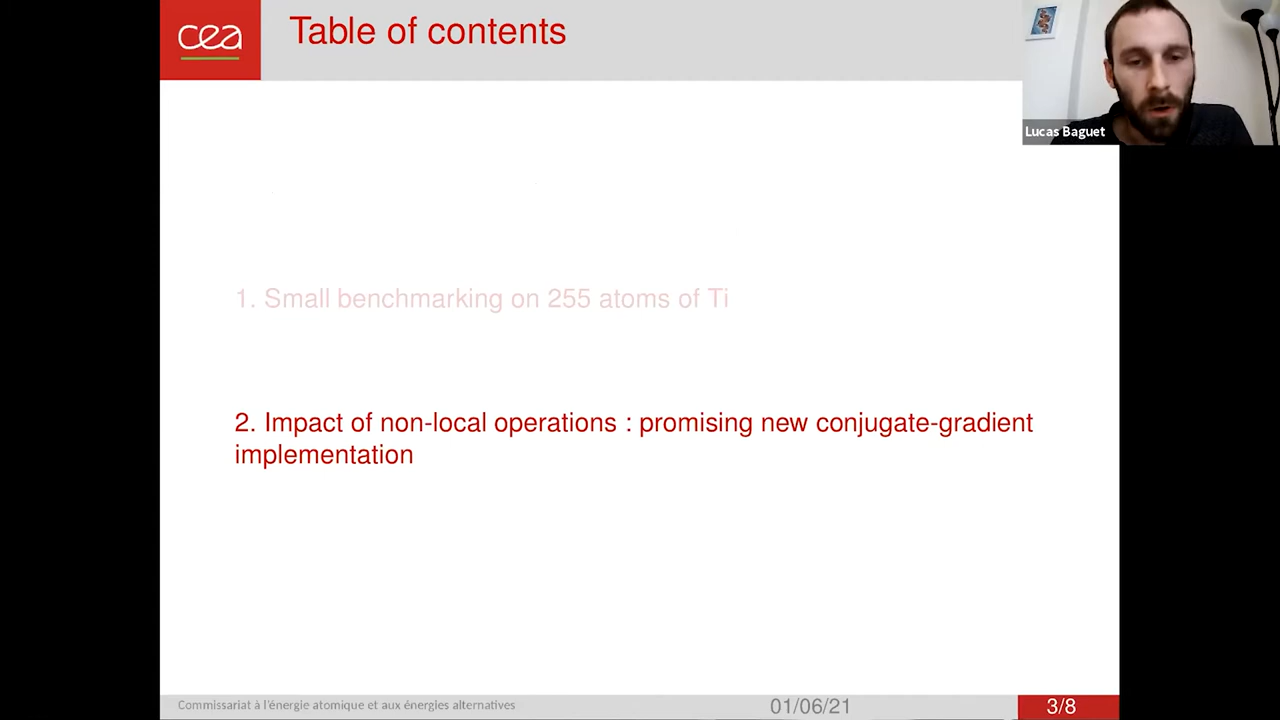 cea
Table of contents
Lucas Baguet
1. Small benchmarking on 255 atoms of Ti
2. Impact of non-local operations : promising new conjugate-gradient
implementation
Commissariat à l'énergie atomique et aux énergies alternatives
01/06/21
3/8